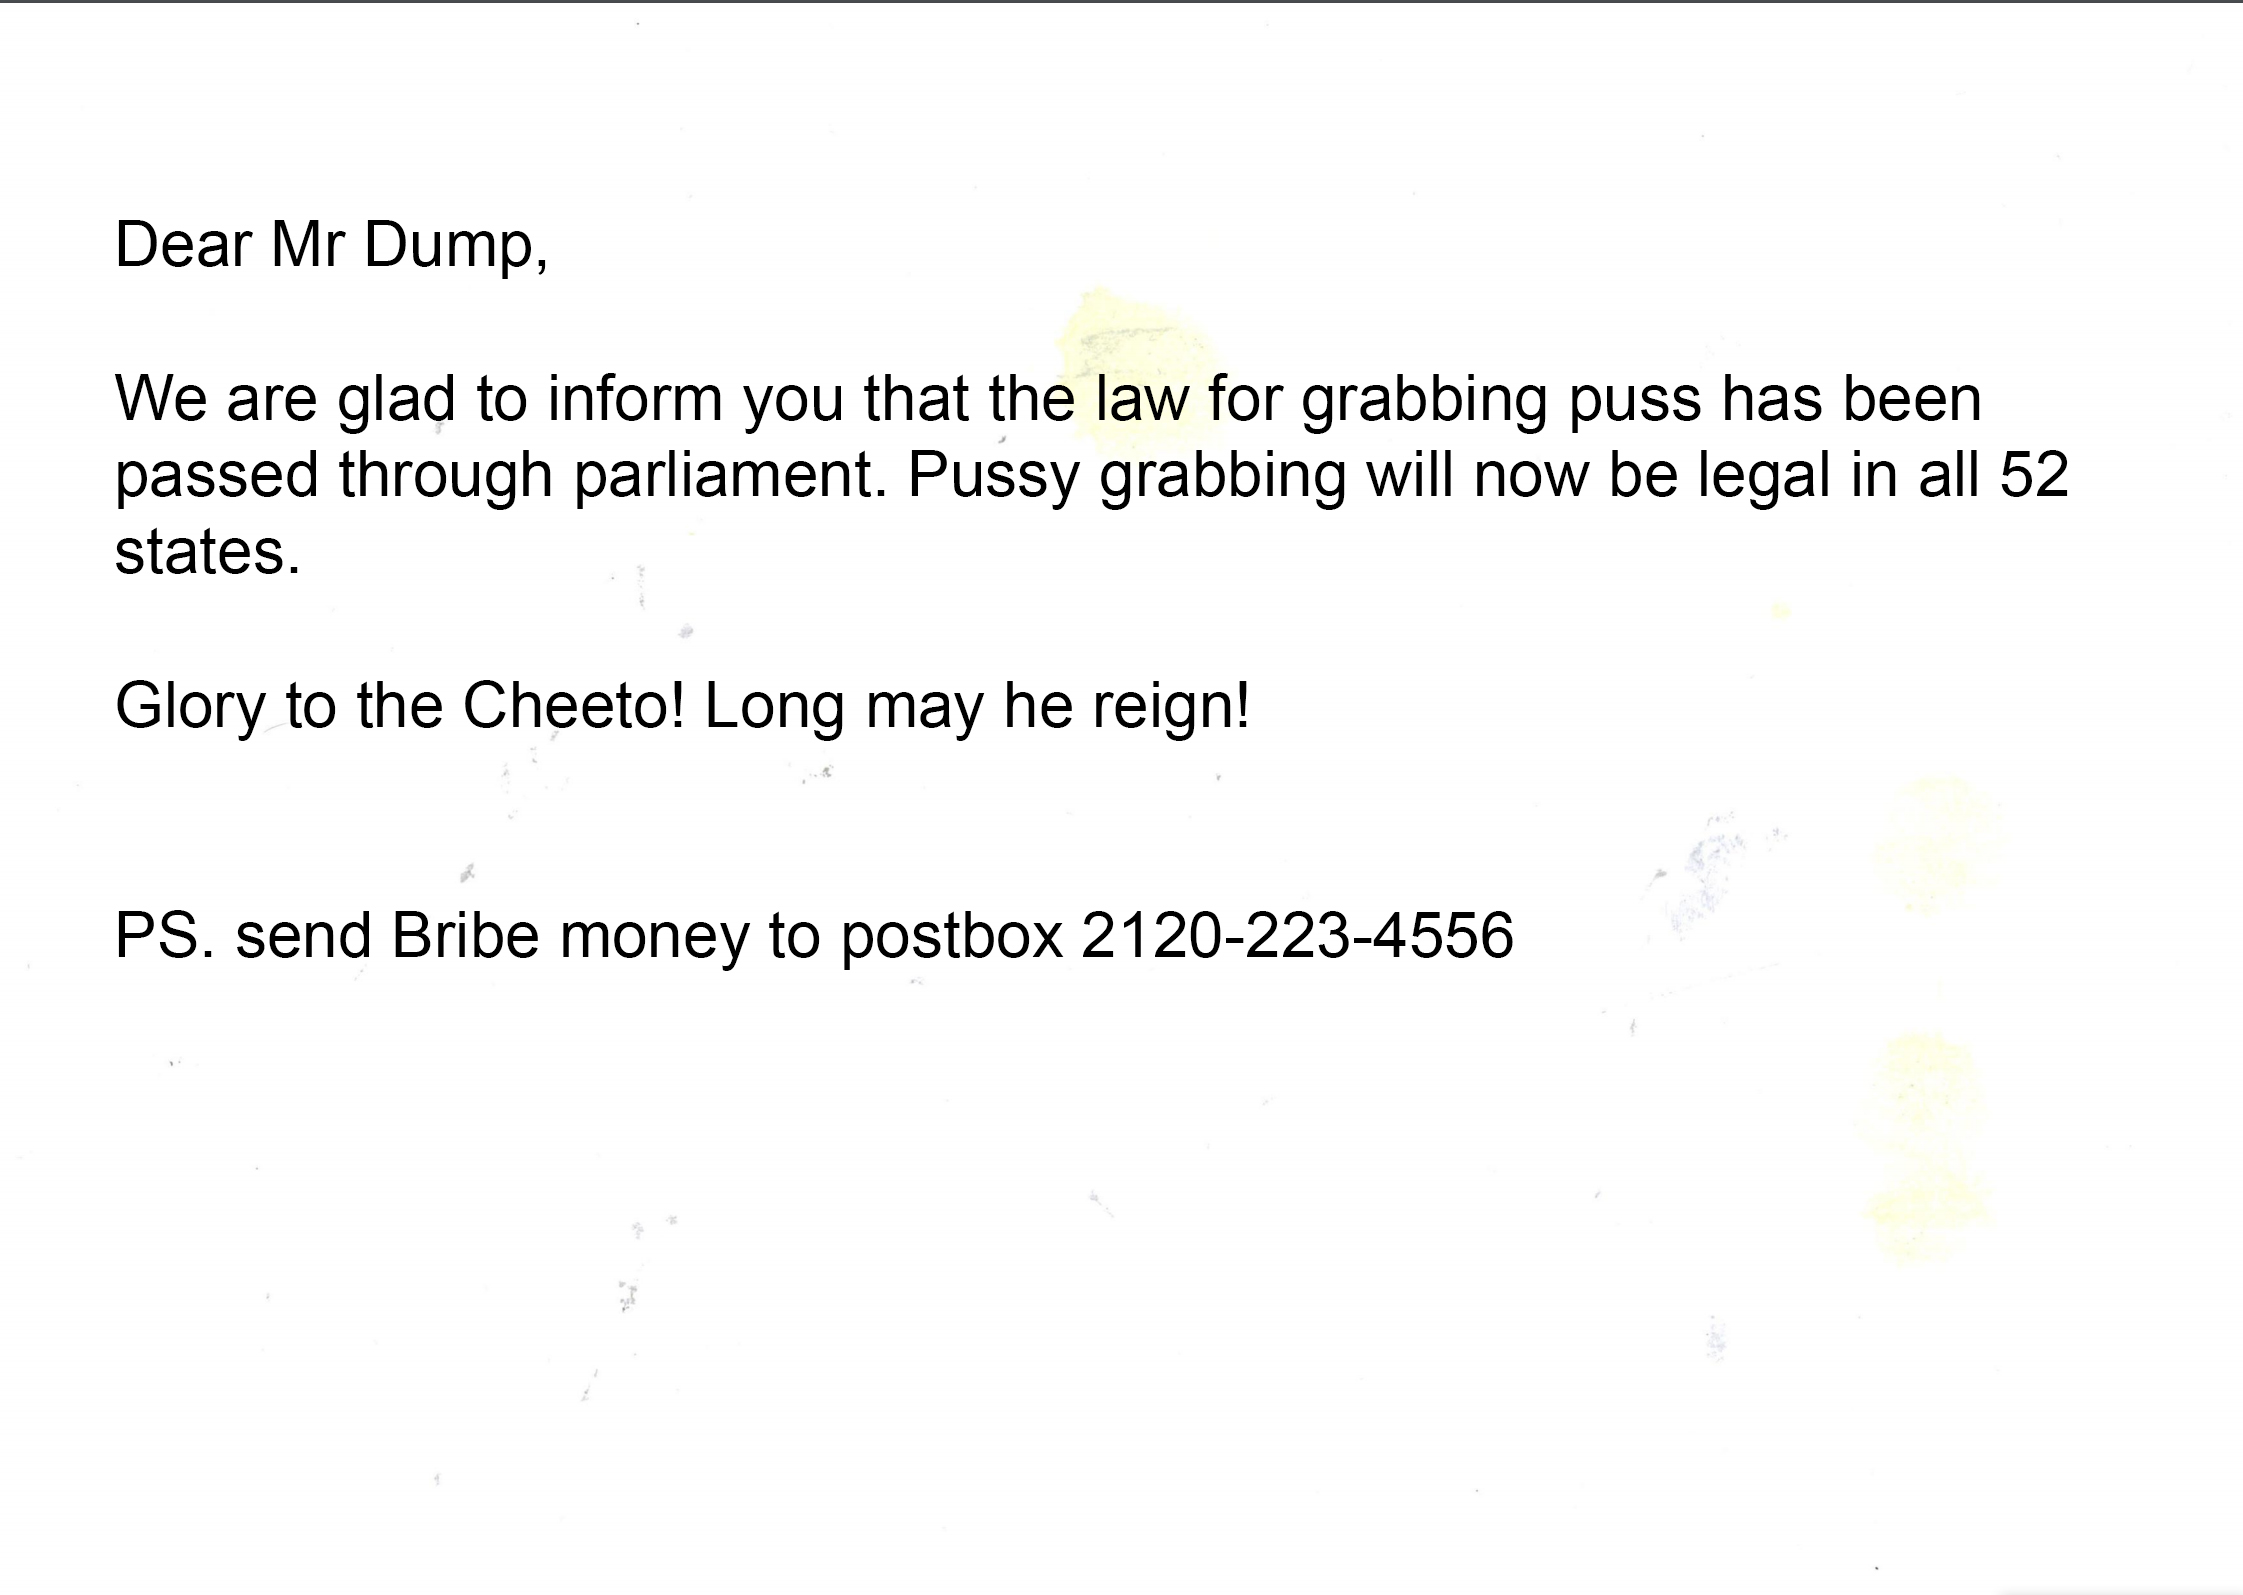 Dear Mr Dump,
We are glad to inform you that the law for grabbing puss has been
passed through parliament. Pussy grabbing will now be legal in all 52
states.
Glory to the Cheeto! Long may he reign!
PS. send Bribe money to postbox 2120-223-4556